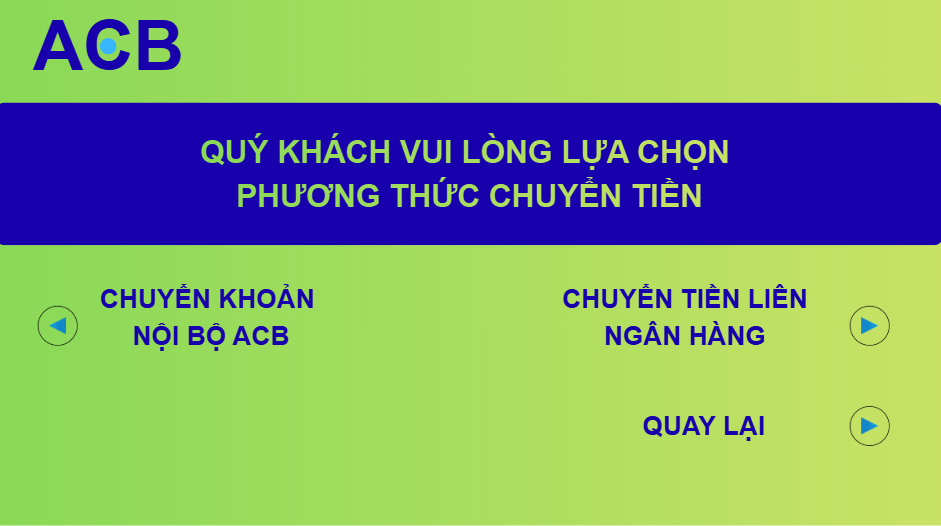 ACB
QUÝ KHÁCH VUI LÒNG LỰA CHỌN
PHƯƠNG THỨC CHUYỂN TIỀN
CHUYỂN KHOẢN
NỘI BỘ ACB
CHUYỂN TIỀN LIÊN
NGÂN HÀNG
QUAY LẠI